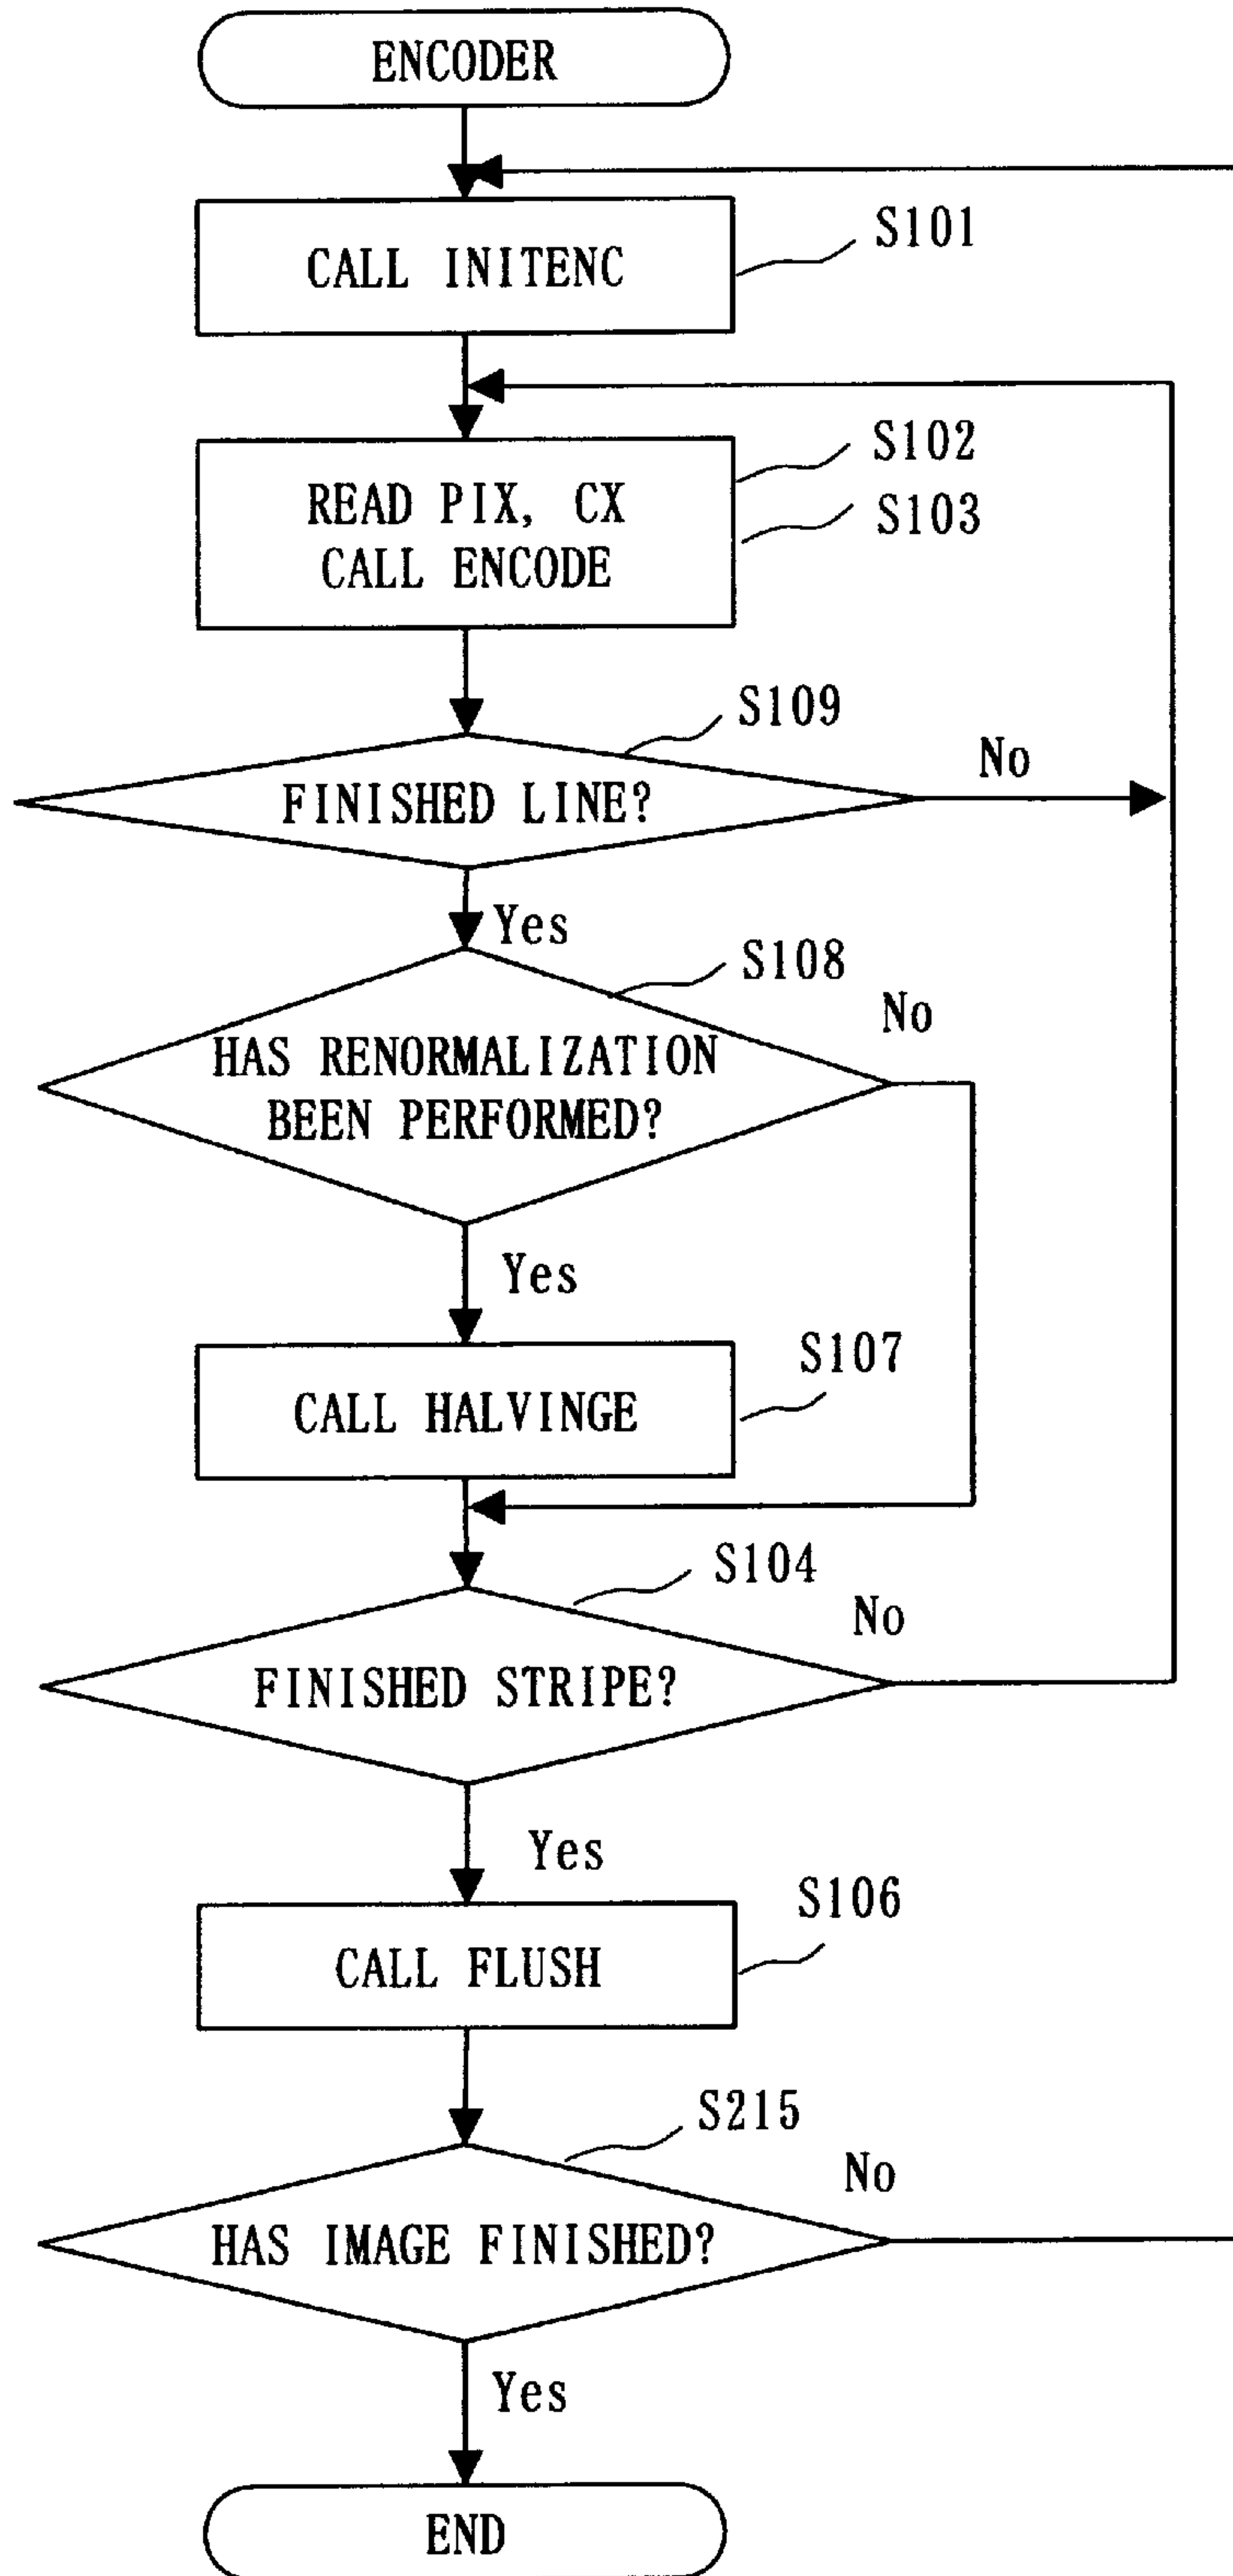 ENCODER
CALL INITENC
S101
READ PIX, CX
CALL ENCODE
S102
S103
S109
FINISHED LINE?
No
Yes
S108
No
HAS RENORMALIZATION
BEEN PERFORMED?
Yes
S107
CALL HALVINGE
S104
No
FINISHED STRIPE?
Yes
S106
CALL FLUSH
S215
No
HAS IMAGE FINISHED?
Yes
END